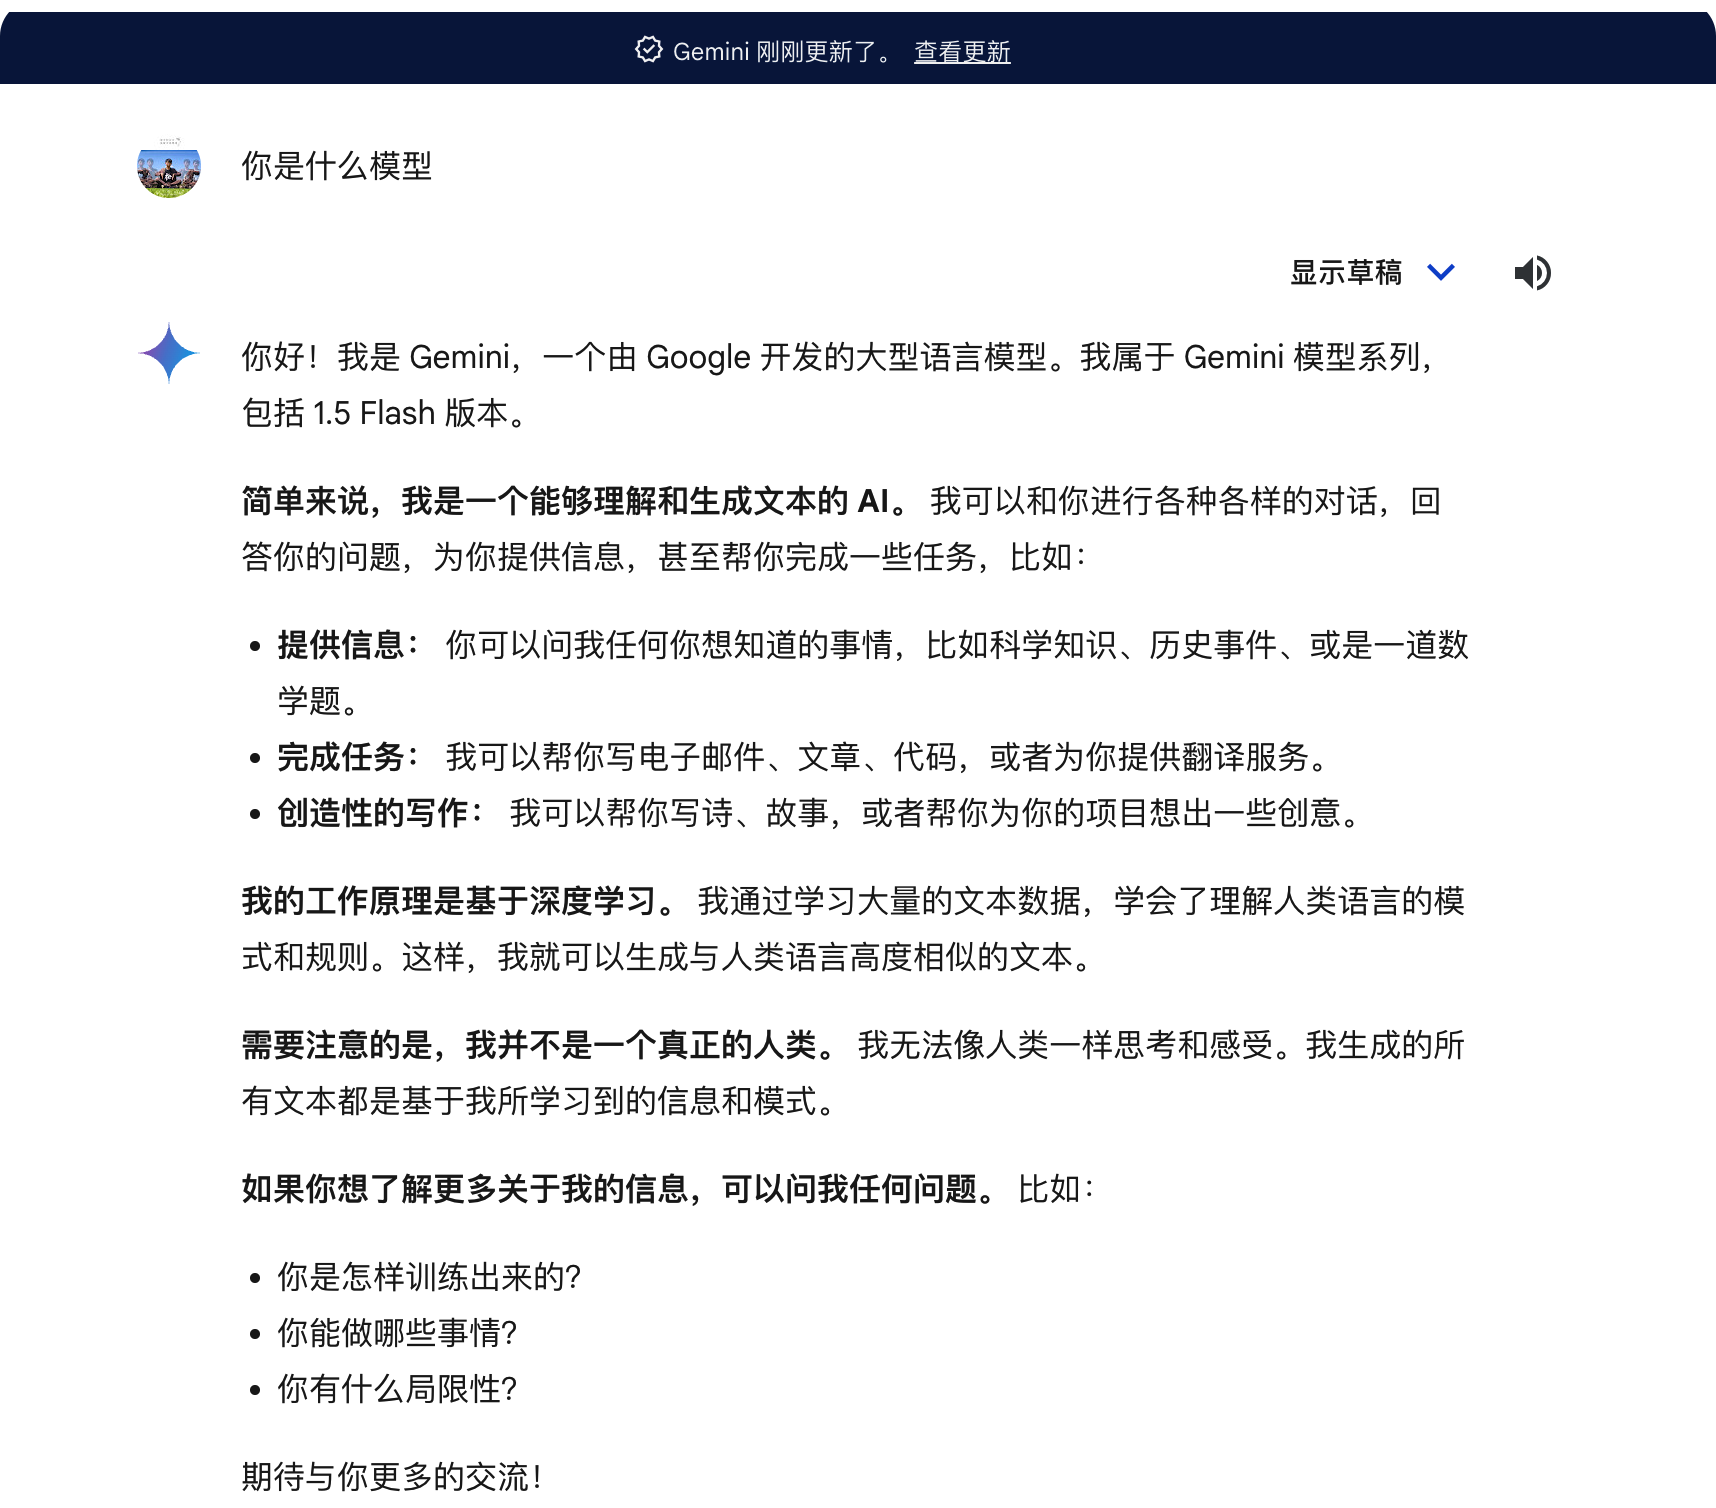 Gemini 刚刚更新了。 查看更新
你是什么模型
显示草稿
你好！我是 Gemini，一个由 Google 开发的大型语言模型。我属于 Gemini 模型系列，
包括 1.5 Flash 版本。
简单来说，我是一个能够理解和生成文本的 AI。 我可以和你进行各种各样的对话，回
答你的问题，为你提供信息，甚至帮你完成一些任务，比如：
• 提供信息： 你可以问我任何你想知道的事情，比如科学知识、历史事件、或是一道数
学题。
• 完成任务： 我可以帮你写电子邮件、文章、代码，或者为你提供翻译服务。
• 创造性的写作： 我可以帮你写诗、故事，或者帮你为你的项目想出一些创意。
我的工作原理是基于深度学习。 我通过学习大量的文本数据，学会了理解人类语言的模
式和规则。这样，我就可以生成与人类语言高度相似的文本。
需要注意的是，我并不是一个真正的人类。 我无法像人类一样思考和感受。我生成的所
有文本都是基于我所学习到的信息和模式。
如果你想了解更多关于我的信息，可以问我任何问题。 比如：
• 你是怎样训练出来的？
• 你能做哪些事情？
• 你有什么局限性？
期待与你更多的交流！